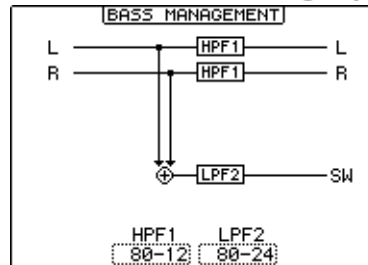 BASS MANAGEMENT
L HPF1 L
R HPF1 R
LPF2 SW
HPF1 LPF2
80-12 80-24